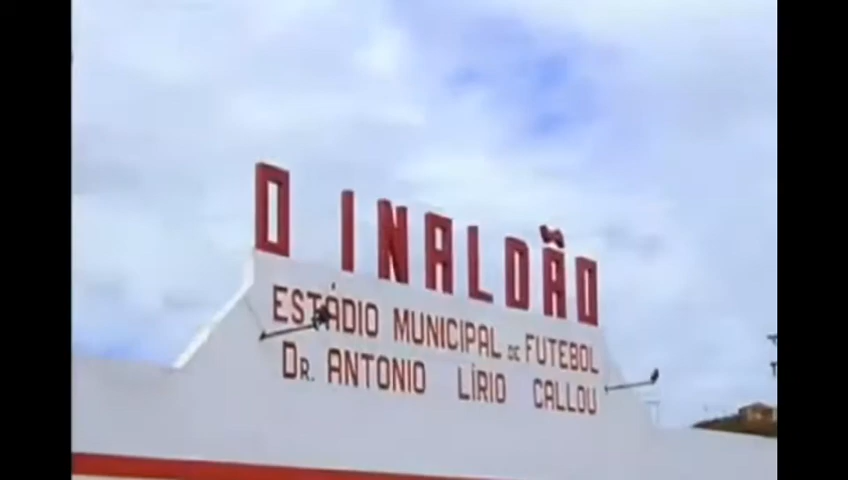 O INALDÃO
ESTÁDIO MUNICIPAL DE FUTEBOL
DR. ANTONIO LÍRIO CALLOU